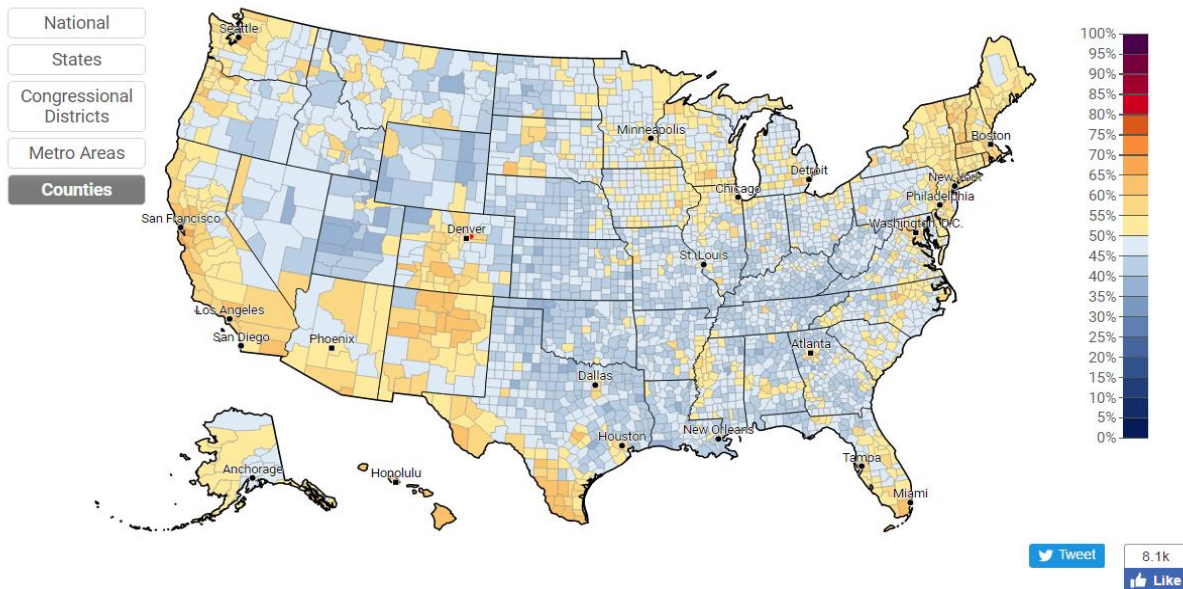 National
States
Congressional
Districts
Metro Areas
Counties
Seattle
Minneapolis
Boston
Detroit
Chicago
New York
Philadelphia
San Francisco
Denver
Washington, D.C.
St. Louis
Los Angeles
San Diego
Phoenix
Atlanta
Dallas
Houston
New Orleans
Tampa
Miami
Anchorage
Honolulu
100%
95%
90%
85%
80%
75%
70%
65%
60%
55%
50%
45%
40%
35%
30%
25%
20%
15%
10%
5%
0%
Tweet
8.1k
Like